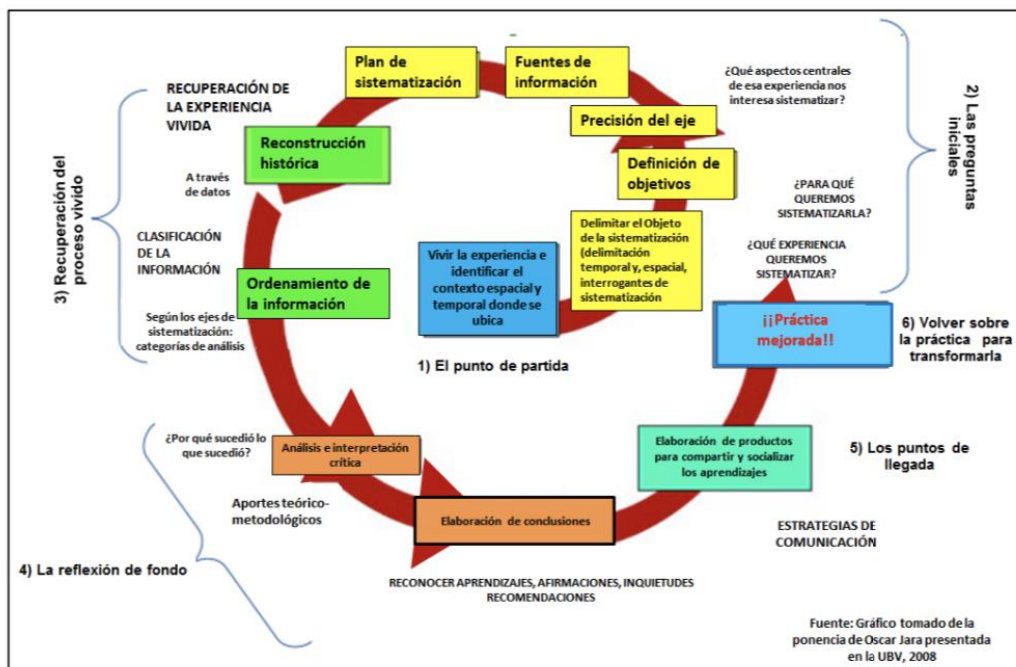 1) El punto de partida
Vivir la experiencia e
identificar el
contexto espacial y
temporal donde se
ubica
2) Las preguntas
iniciales
Delimitar el Objeto
de la sistematización
(delimitación
temporal y, espacial,
interrogantes de
sistematización
¿QUÉ EXPERIENCIA
QUEREMOS
SISTEMATIZAR?
Definición de
objetivos
¿PARA QUÉ
QUEREMOS
SISTEMATIZARLA?
Precisión del eje
¿Qué aspectos centrales
de esa experiencia nos
interesa sistematizar?
Fuentes de
información
Plan de
sistematización
3) Recuperación del
proceso vivido
RECUPERACIÓN DE
LA EXPERIENCIA
VIVIDA
Reconstrucción
histórica
A través
de datos
CLASIFICACIÓN
DE LA
INFORMACIÓN
Ordenamiento de
la información
Según los ejes de
sistematización:
categorías de análisis
4) La reflexión de fondo
¿Por qué sucedió lo
que sucedió?
Análisis e interpretación
crítica
Aportes teórico-
metodológicos
Elaboración de conclusiones
RECONOCER APRENDIZAJES, AFIRMACIONES, INQUIETUDES
RECOMENDACIONES
5) Los puntos de
llegada
Elaboración de productos
para compartir y socializar
los aprendizajes
ESTRATEGIAS DE
COMUNICACIÓN
6) Volver sobre
la práctica para
transformarla
¡¡Práctica
mejorada!!
Fuente: Gráfico tomado de la
ponencia de Oscar Jara presentada
en la UBV, 2008